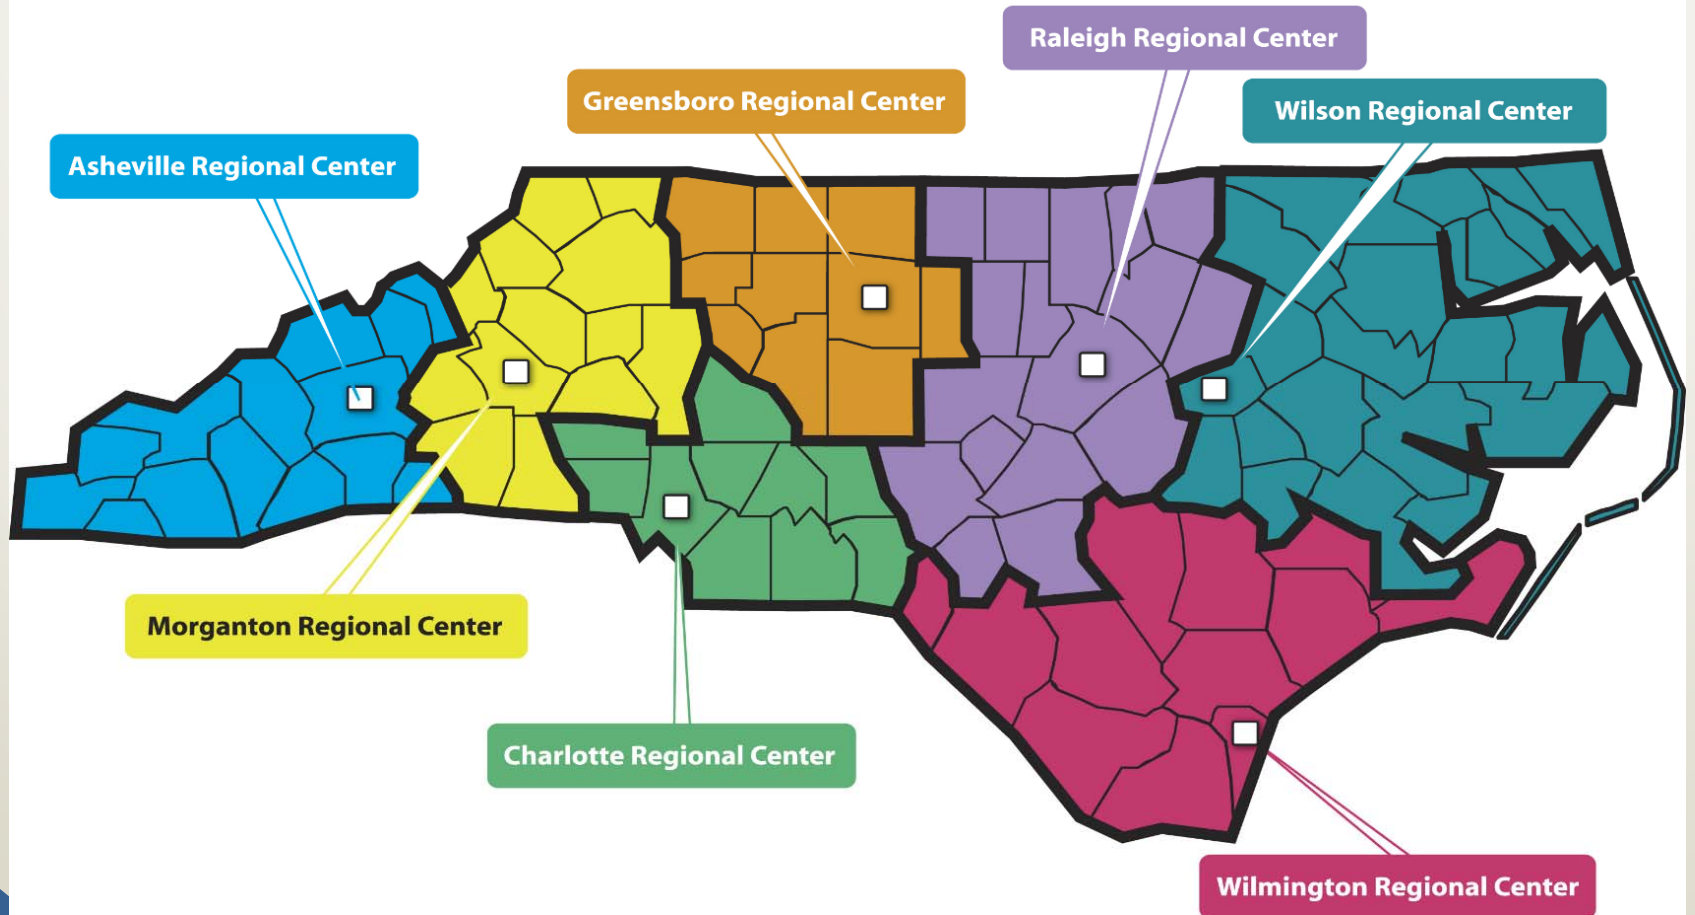 Raleigh Regional Center
Greensboro Regional Center
Wilson Regional Center
Asheville Regional Center
Morganton Regional Center
Charlotte Regional Center
Wilmington Regional Center